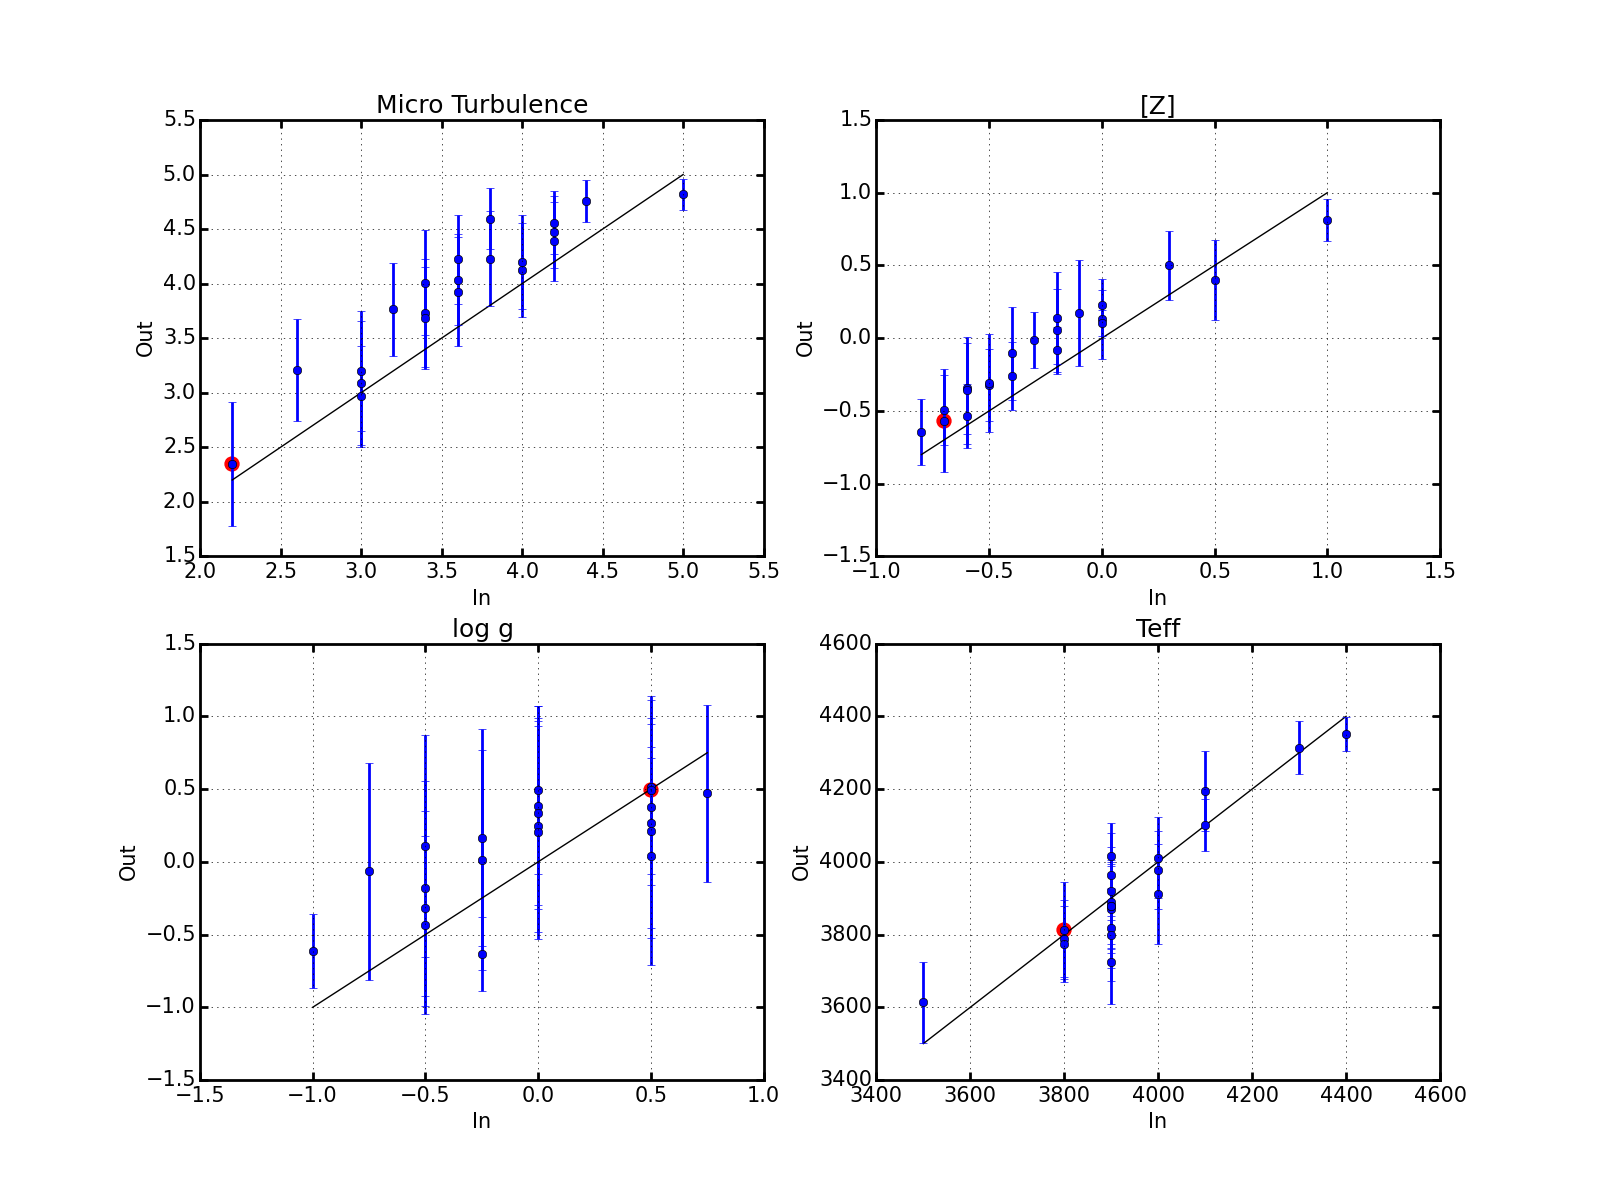 Micro Turbulence
5.5
5.0
4.5
4.0
3.5
3.0
2.5
2.0
1.5
Out
2.0 2.5 3.0 3.5 4.0 4.5 5.0 5.5
In
[Z]
1.5
1.0
0.5
0.0
−0.5
−1.0
−1.5
Out
−1.0 −0.5 0.0 0.5 1.0 1.5
In
log g
1.5
1.0
0.5
0.0
−0.5
−1.0
−1.5
Out
−1.5 −1.0 −0.5 0.0 0.5 1.0
In
Teff
4600
4400
4200
4000
3800
3600
3400
Out
3400 3600 3800 4000 4200 4400 4600
In